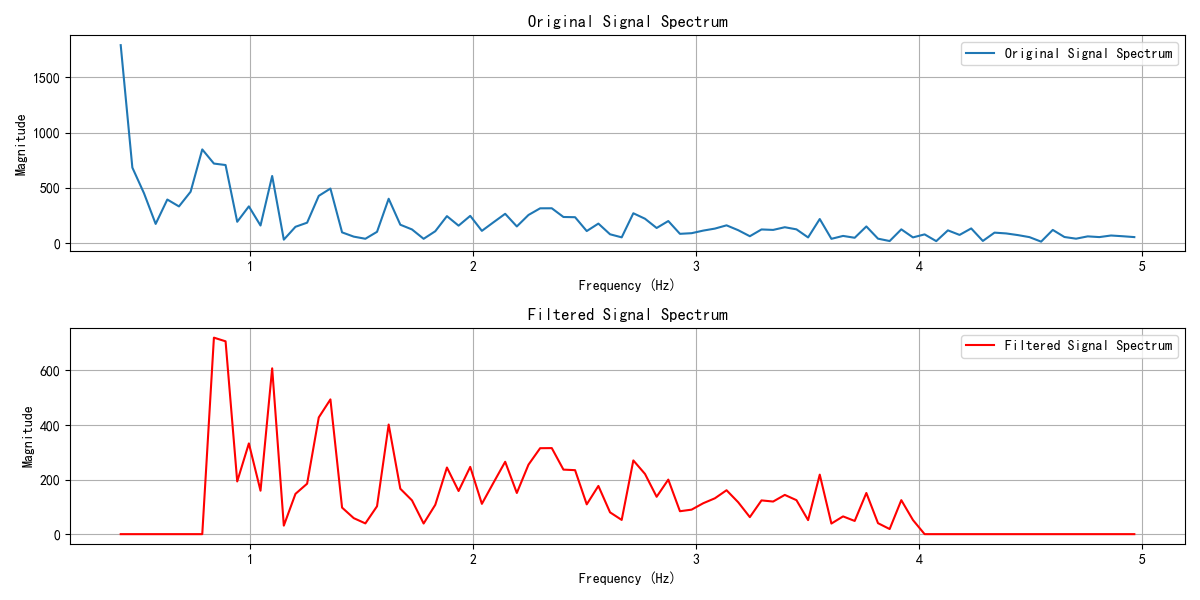 Original Signal Spectrum
Original Signal Spectrum
Magnitude
1500
1000
500
0
1 2 3 4 5
Frequency (Hz)
Filtered Signal Spectrum
Filtered Signal Spectrum
Magnitude
600
400
200
0
1 2 3 4 5
Frequency (Hz)